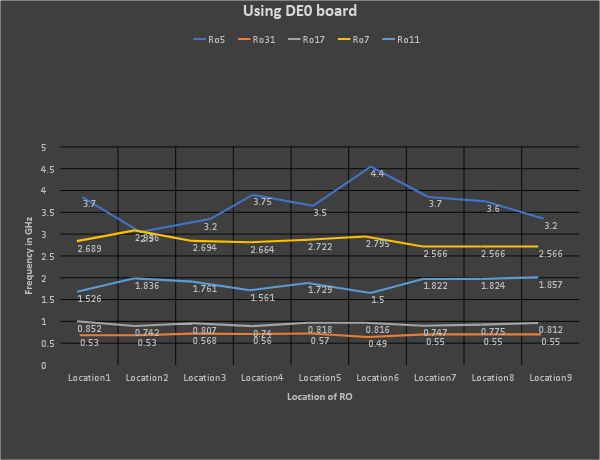 Using DE0 board
Ro5 Ro31 Ro17 Ro7 Ro11
5
4.5
4
3.5
3
2.5
2
1.5
1
0.5
0
Frequency in GHz
3.7 3.2 3.75 3.5 4.4 3.7 3.6 3.2
2.689 2.836 2.694 2.664 2.722 2.795 2.566 2.566 2.566
1.526 1.836 1.761 1.561 1.729 1.5 1.822 1.824 1.857
0.852 0.742 0.807 0.74 0.818 0.816 0.747 0.775 0.812
0.53 0.53 0.568 0.56 0.57 0.49 0.55 0.55 0.55
Location1 Location2 Location3 Location4 Location5 Location6 Location7 Location8 Location9
Location of RO